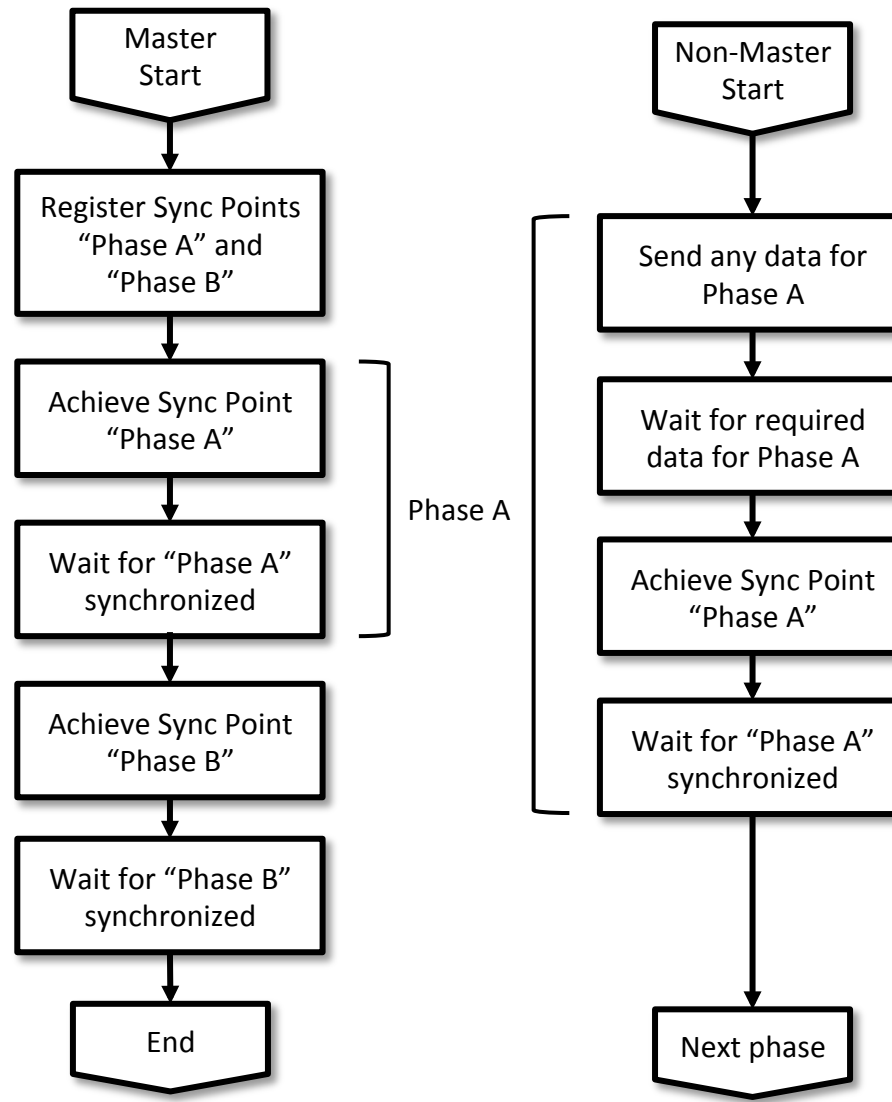 Master
Start
Register Sync Points
“Phase A” and
“Phase B”
Achieve Sync Point
“Phase A”
Wait for “Phase A”
synchronized
Achieve Sync Point
“Phase B”
Wait for “Phase B”
synchronized
End
Phase A
Non-Master
Start
Send any data for
Phase A
Wait for required
data for Phase A
Achieve Sync Point
“Phase A”
Wait for “Phase A”
synchronized
Next phase